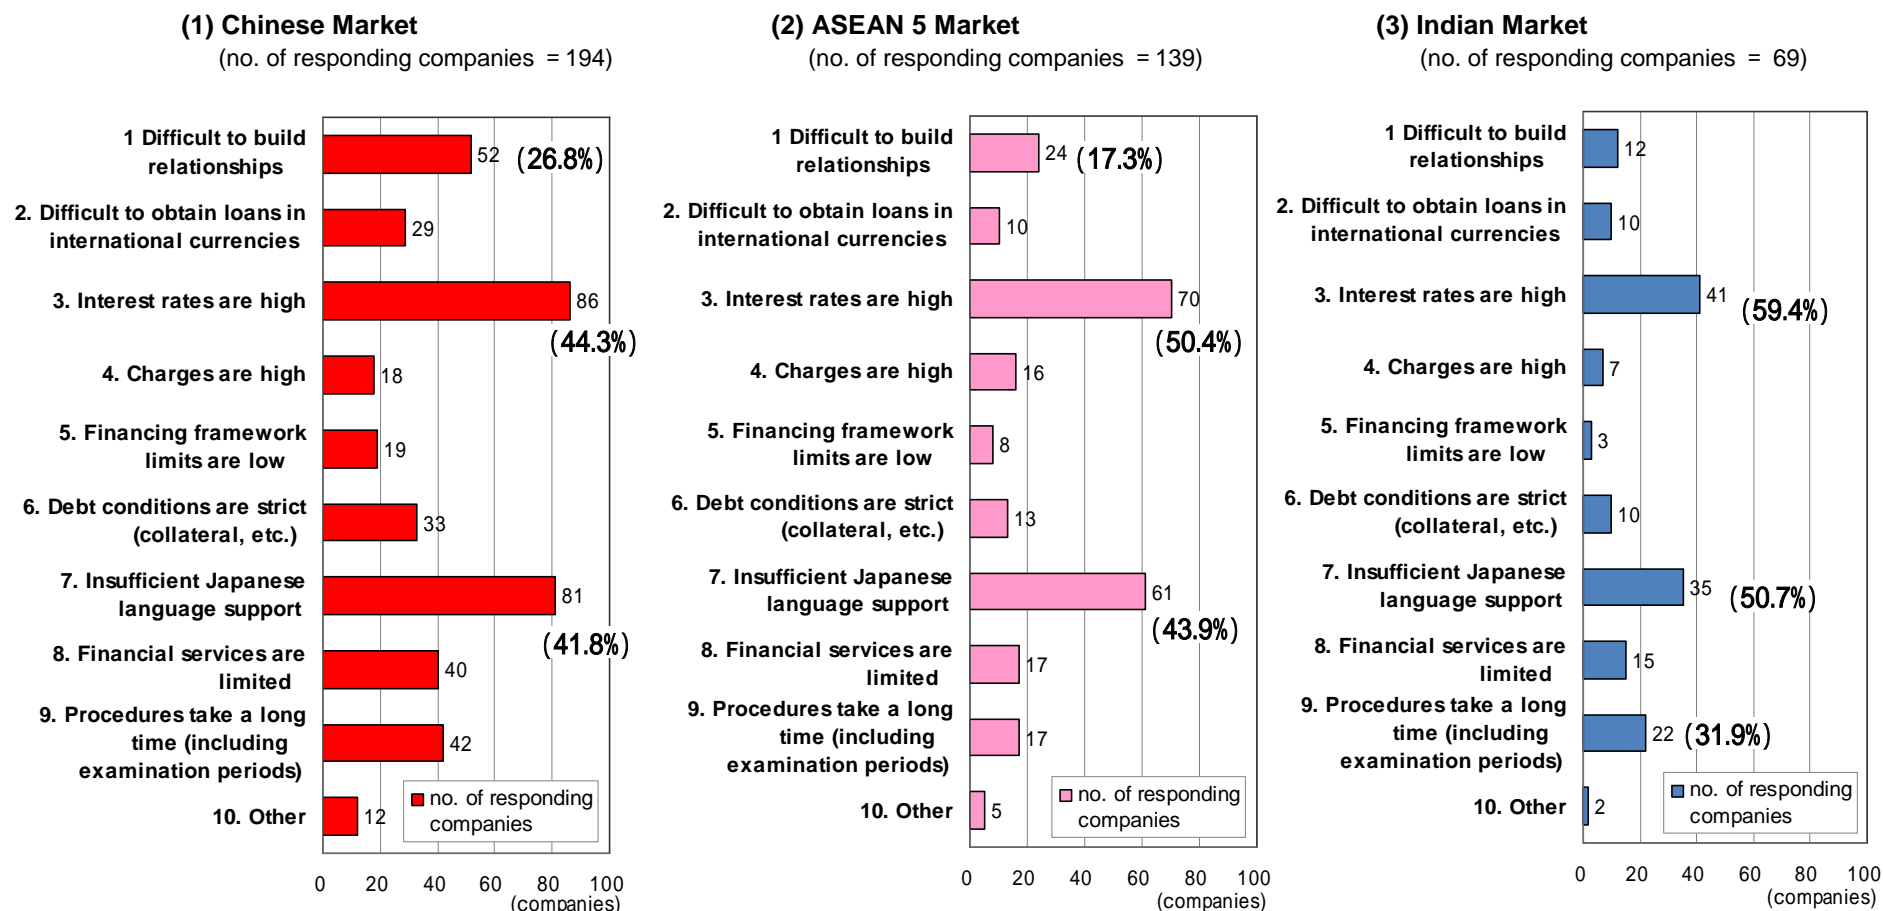 (1) Chinese Market
(no. of responding companies = 194)
1 Difficult to build
relationships
52 (26.8%)
2. Difficult to obtain loans in
international currencies
29
3. Interest rates are high
86
(44.3%)
4. Charges are high
18
5. Financing framework
limits are low
19
6. Debt conditions are strict
(collateral, etc.)
33
7. Insufficient Japanese
language support
81
(41.8%)
8. Financial services are
limited
40
9. Procedures take a long
time (including
examination periods)
42
10. Other
12
no. of responding
companies
0 20 40 60 80 100
(companies)
(2) ASEAN 5 Market
(no. of responding companies = 139)
1 Difficult to build
relationships
24 (17.3%)
2. Difficult to obtain loans in
international currencies
10
3. Interest rates are high
70
(50.4%)
4. Charges are high
16
5. Financing framework
limits are low
8
6. Debt conditions are strict
(collateral, etc.)
13
7. Insufficient Japanese
language support
61
(43.9%)
8. Financial services are
limited
17
9. Procedures take a long
time (including
examination periods)
17
10. Other
5
no. of responding
companies
0 20 40 60 80 100
(companies)
(3) Indian Market
(no. of responding companies = 69)
1 Difficult to build
relationships
12
2. Difficult to obtain loans in
international currencies
10
3. Interest rates are high
41
(59.4%)
4. Charges are high
7
5. Financing framework
limits are low
3
6. Debt conditions are strict
(collateral, etc.)
10
7. Insufficient Japanese
language support
35 (50.7%)
8. Financial services are
limited
15
9. Procedures take a long
time (including
examination periods)
22 (31.9%)
10. Other
2
no. of responding
companies
0 20 40 60 80 100
(companies)